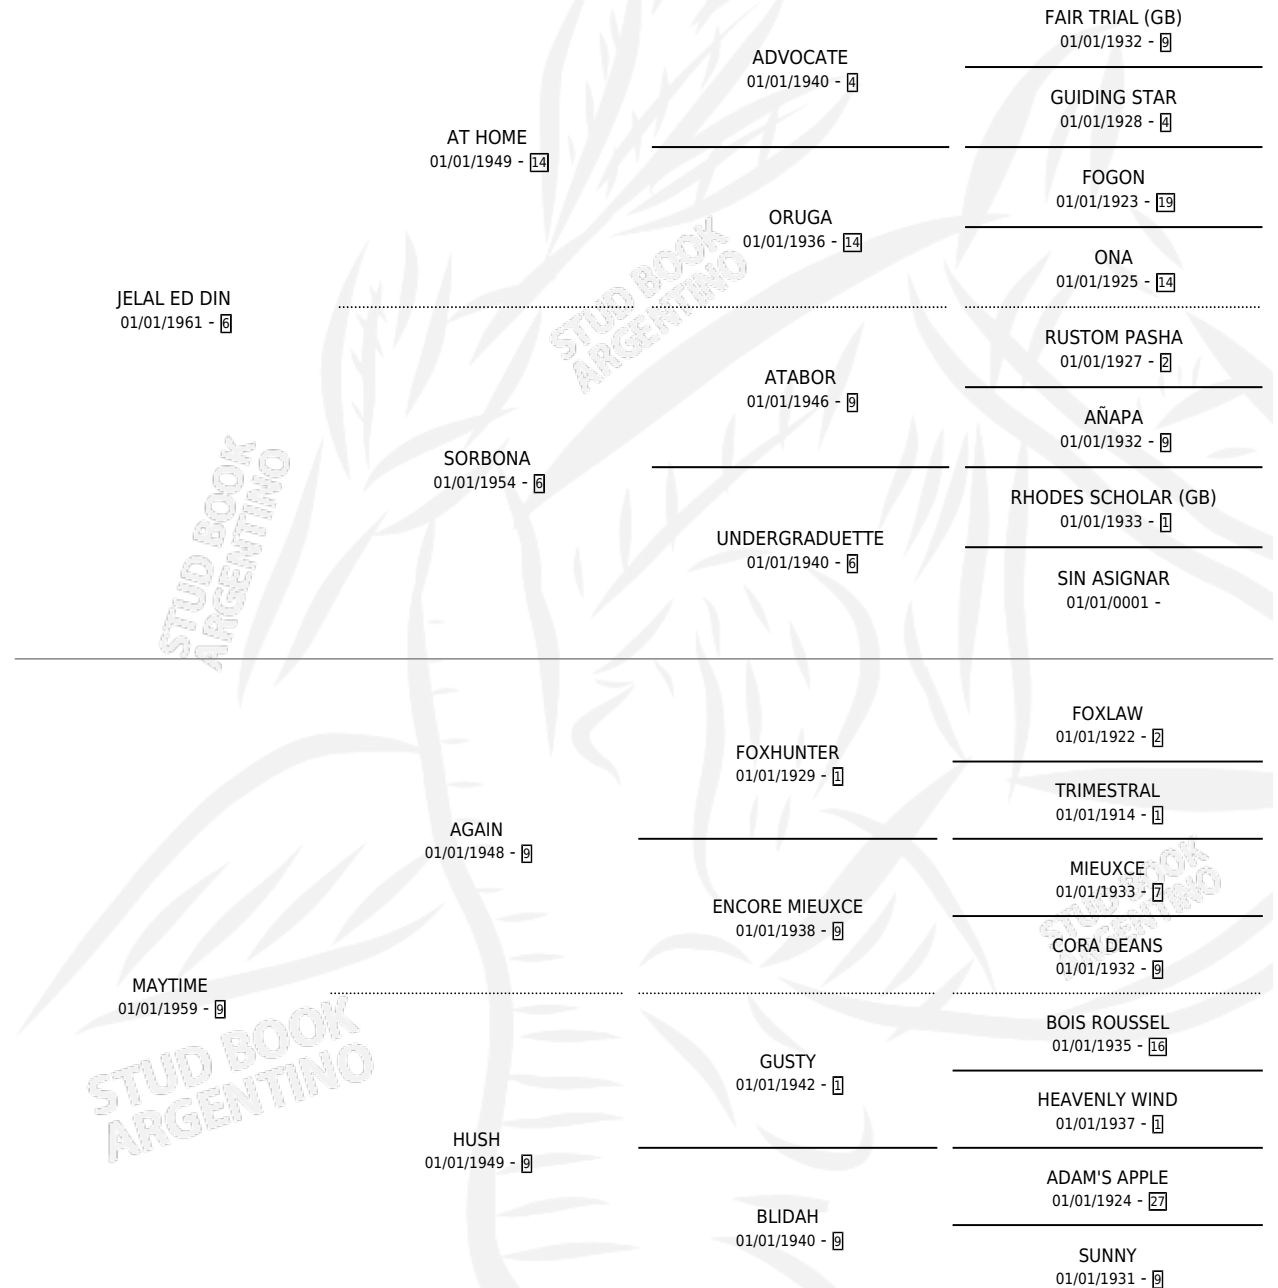 FAIR TRIAL (GB)
01/01/1932 - 9
ADVOCATE
01/01/1940 - 4
GUIDING STAR
01/01/1928 - 4
AT HOME
01/01/1949 - 14
FOGON
01/01/1923 - 19
ORUGA
01/01/1936 - 14
ONA
01/01/1925 - 14
JELAL ED DIN
01/01/1961 - 6
RUSTOM PASHA
01/01/1927 - 2
ATABOR
01/01/1946 - 9
AÑAPA
01/01/1932 - 9
SORBONA
01/01/1954 - 6
RHODES SCHOLAR (GB)
01/01/1933 - 1
UNDERGRADUETTE
01/01/1940 - 6
SIN ASIGNAR
01/01/0001 -
STUD BOOK
ARGENTINO
STUD BOOK
ARGENTINO
FOXLAW
01/01/1922 - 2
FOXHUNTER
01/01/1929 - 1
TRIMESTRAL
01/01/1914 - 1
AGAIN
01/01/1948 - 9
MIEUXCE
01/01/1933 - 7
ENCORE MIEUXCE
01/01/1938 - 9
CORA DEANS
01/01/1932 - 9
STUD BOOK
ARGENTINO
MAYTIME
01/01/1959 - 9
BOIS ROUSSEL
01/01/1935 - 16
GUSTY
01/01/1942 - 1
HEAVENLY WIND
01/01/1937 - 1
STUD BOOK
ARGENTINO
HUSH
01/01/1949 - 9
ADAM'S APPLE
01/01/1924 - 27
BLIDAH
01/01/1940 - 9
SUNNY
01/01/1931 - 9